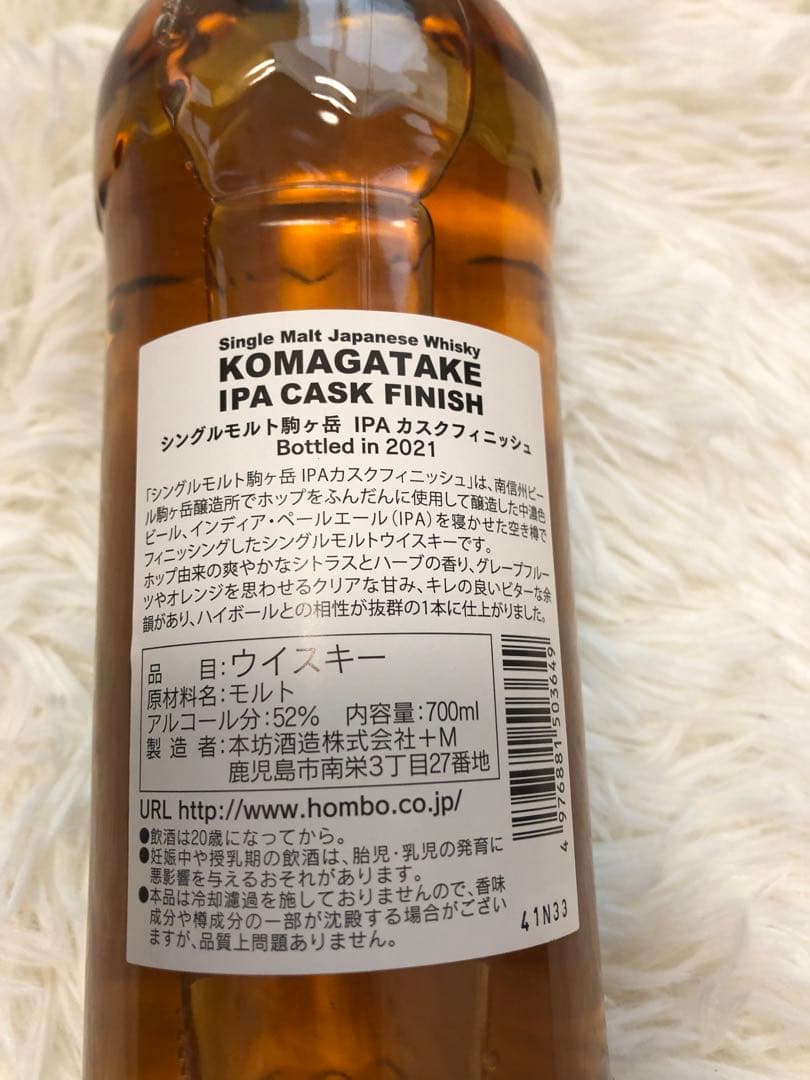 Single Malt Japanese Whisky
KOMAGATAKE
IPA CASK FINISH
シングルモルト駒ヶ岳 IPA カスクフィニッシュ
Bottled in 2021
「シングルモルト駒ヶ岳 IPAカスクフィニッシュ」は、南信州ビー
ル駒ヶ岳醸造所でホップをふんだんに使用して醸造した中濃色
ビール、インディア・ペールエール(IPA)を寝かせた空き樽で
フィニッシングしたシングルモルトウイスキーです。
ホップ由来の爽やかなシトラスとハーブの香り、グレープフルー
ツやオレンジを思わせるクリアな甘み、キレの良いビターな余
韻があり、ハイボールとの相性が抜群の1本に仕上がりました。
品目:ウイスキー
原材料名:モルト
アルコール分:52% 内容量:700ml
製造者:本坊酒造株式会社+M
鹿児島市南栄3丁目27番地
URL http://www.hombo.co.jp/
●飲酒は20歳になってから。
●妊娠中や授乳期の飲酒は、胎児・乳児の発育に
悪影響を与えるおそれがあります。
●本品は冷却濾過を施しておりませんので、香味
成分や樽成分の一部が沈殿する場合がござい
ますが、品質上問題ありません。
4 976881 503649
41N33